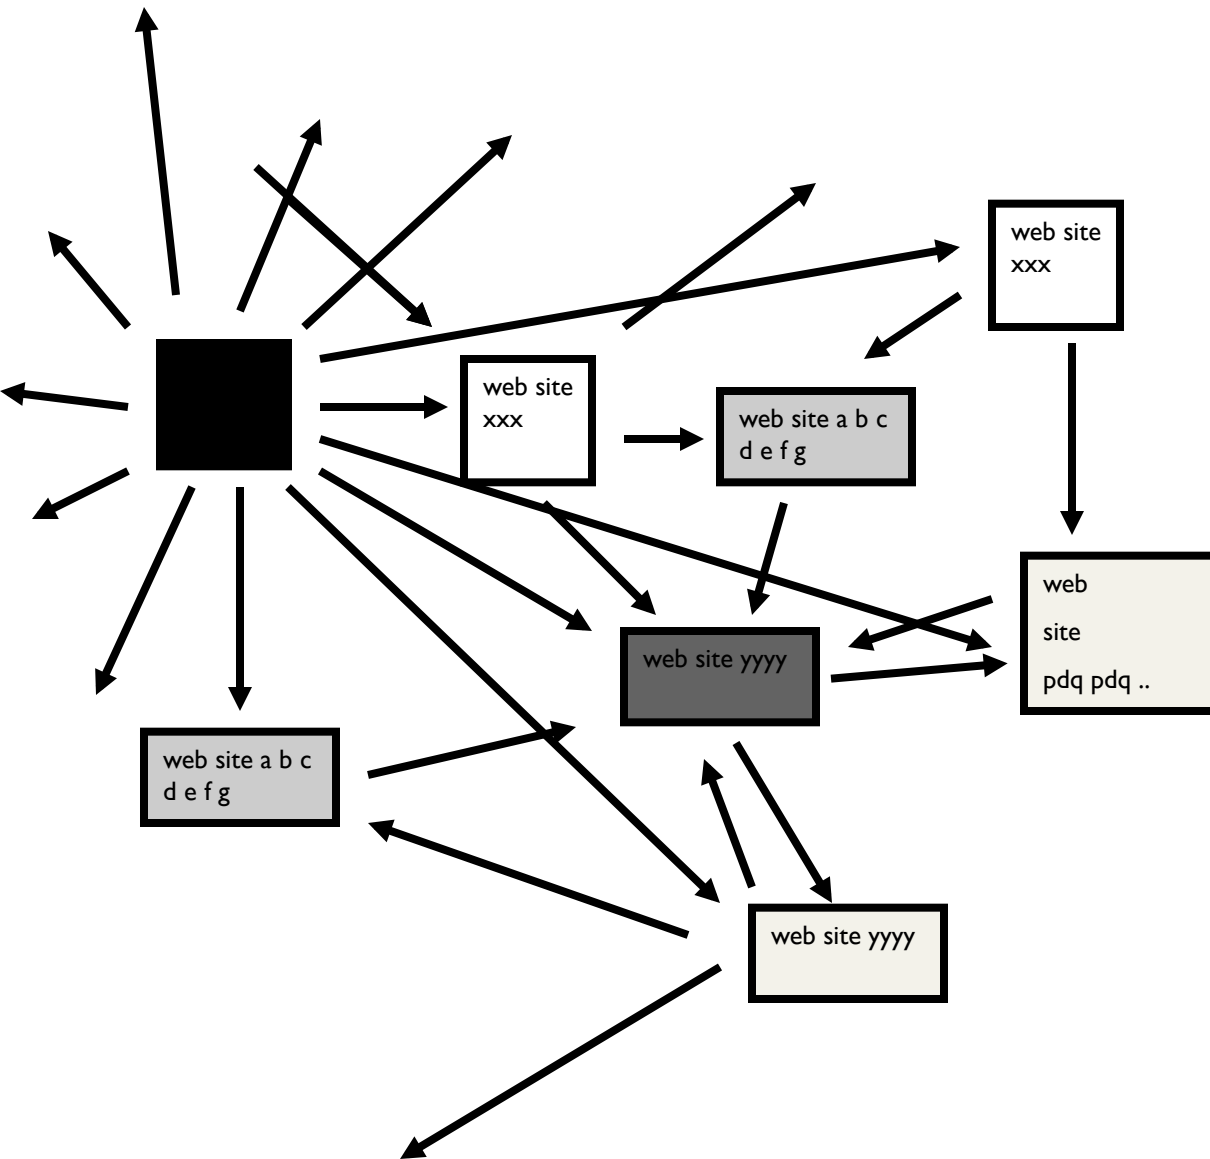 web site
xxx
web site
xxx
web site a b c
d e f g
web
site
pdq pdq ..
web site yyyy
web site a b c
d e f g
web site yyyy